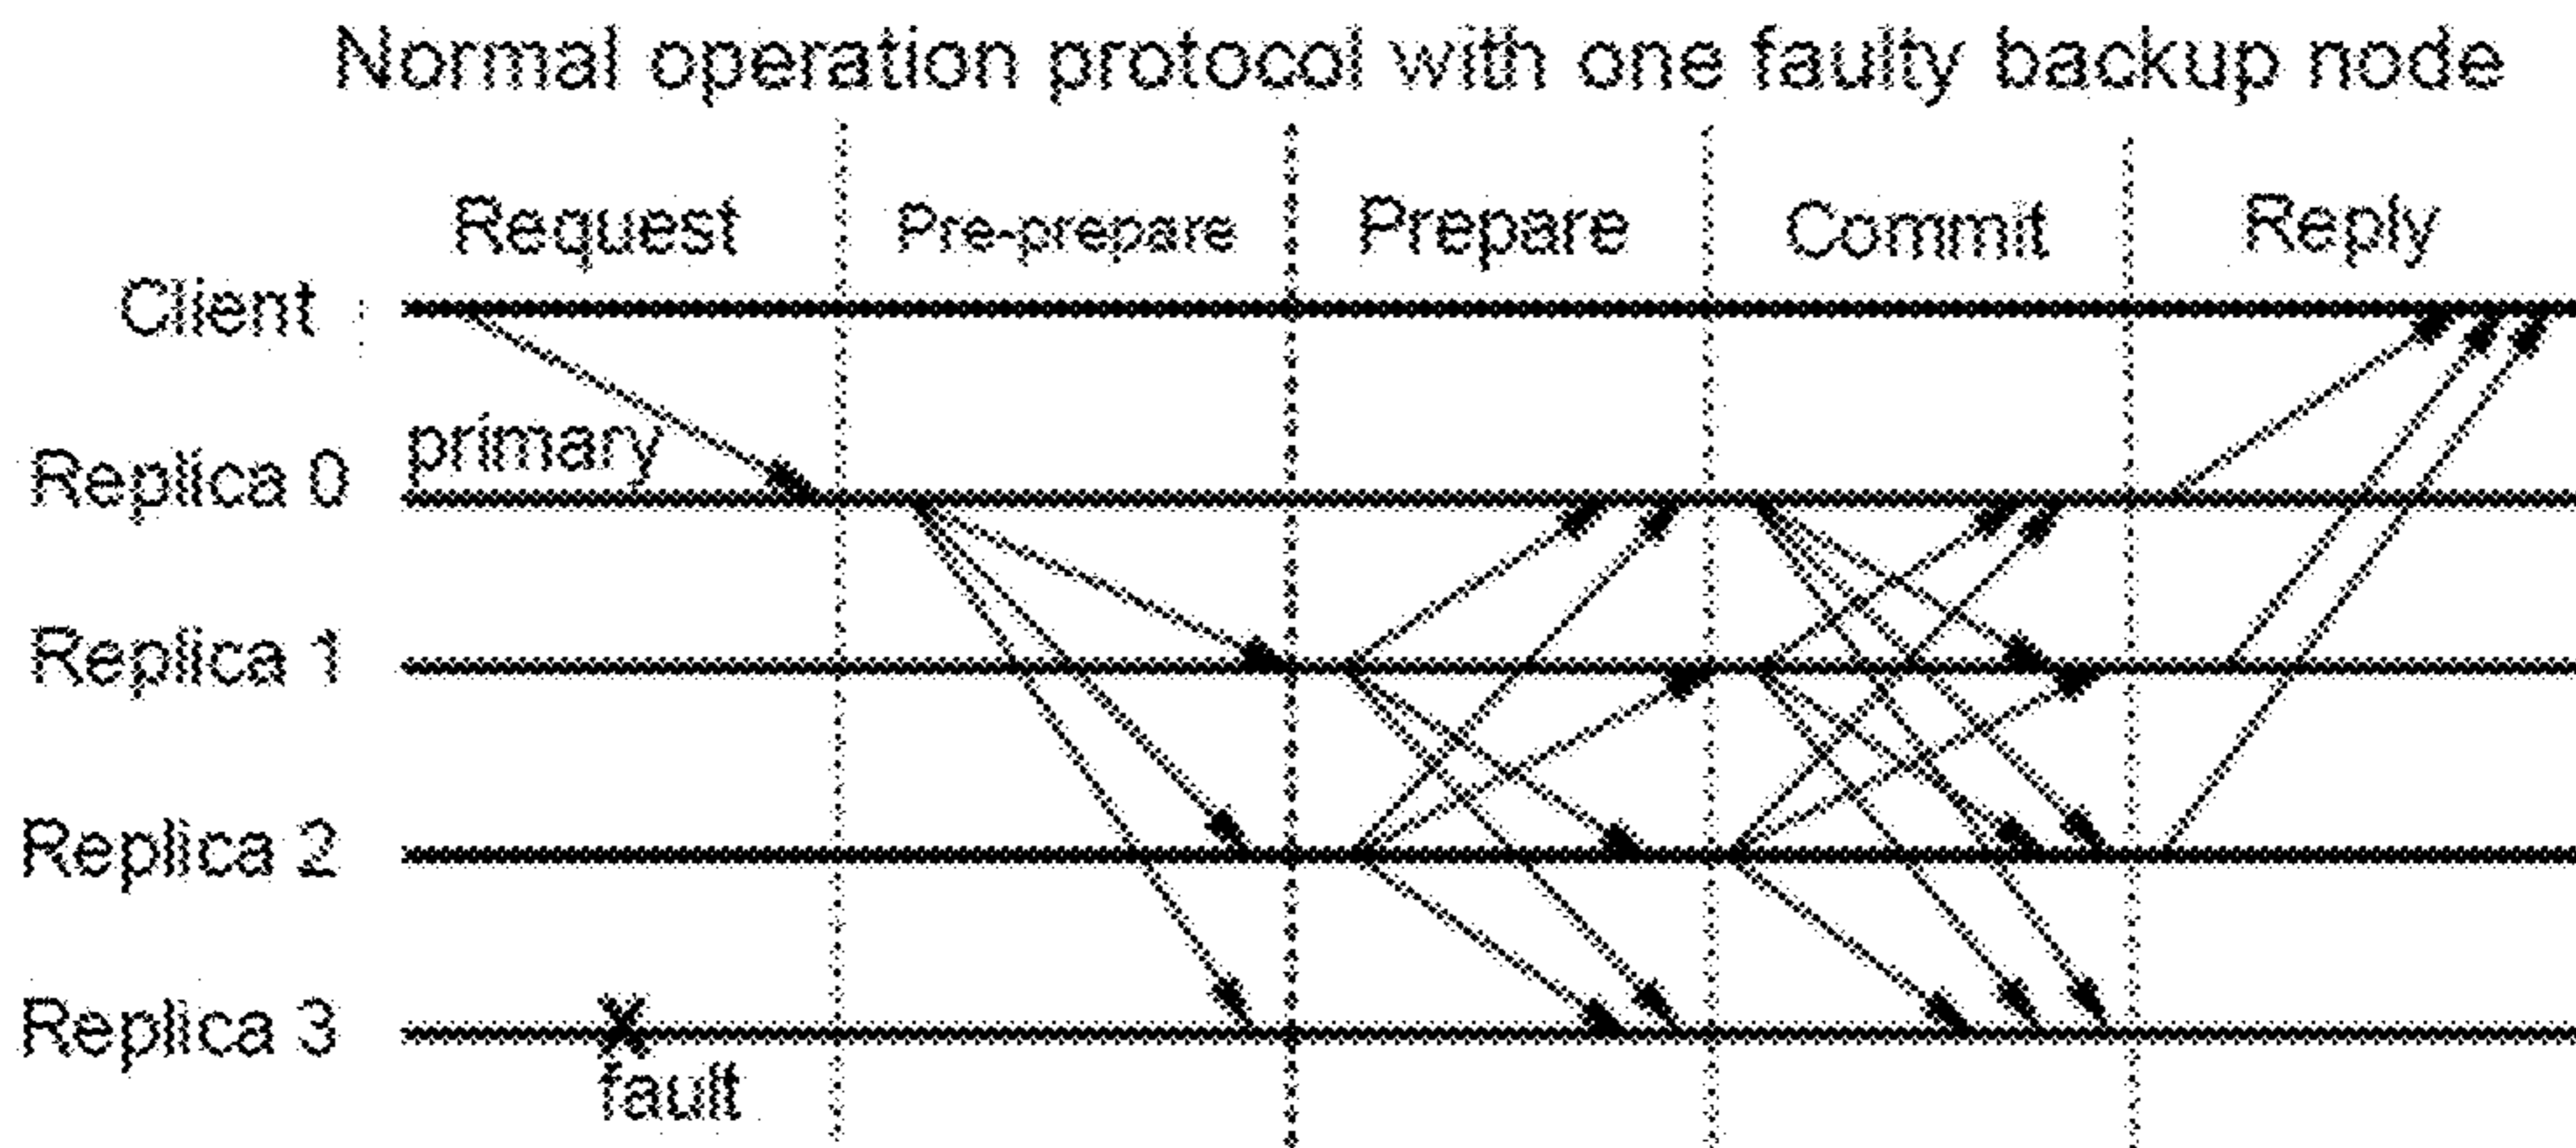 Normal operation protocol with one faulty backup node
Request Pre-prepare Prepare Commit Reply
Client
primary
Replica 0
Replica 1
Replica 2
Replica 3
fault